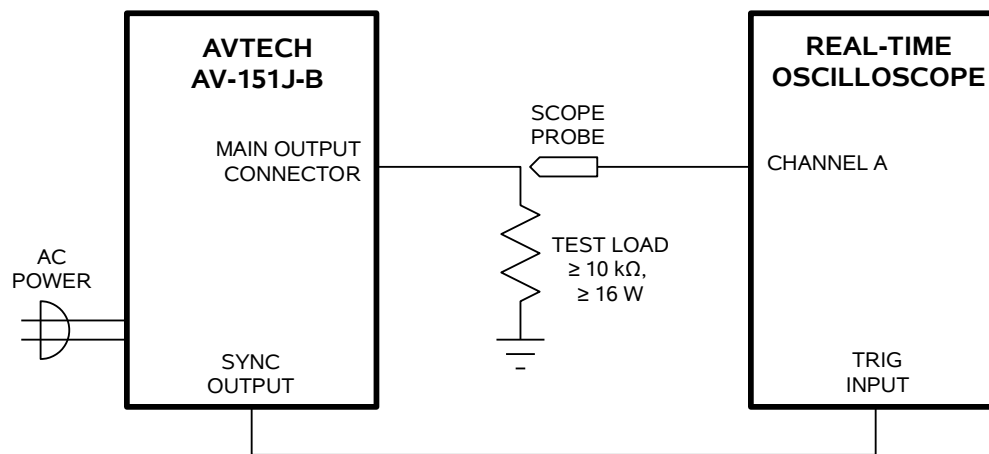 AVTECH
AV-151J-B
REAL-TIME
OSCILLOSCOPE
SCOPE
PROBE
MAIN OUTPUT
CONNECTOR
CHANNEL A
TEST LOAD
≥ 10 kΩ,
≥ 16 W
AC
POWER
SYNC
OUTPUT
TRIG
INPUT